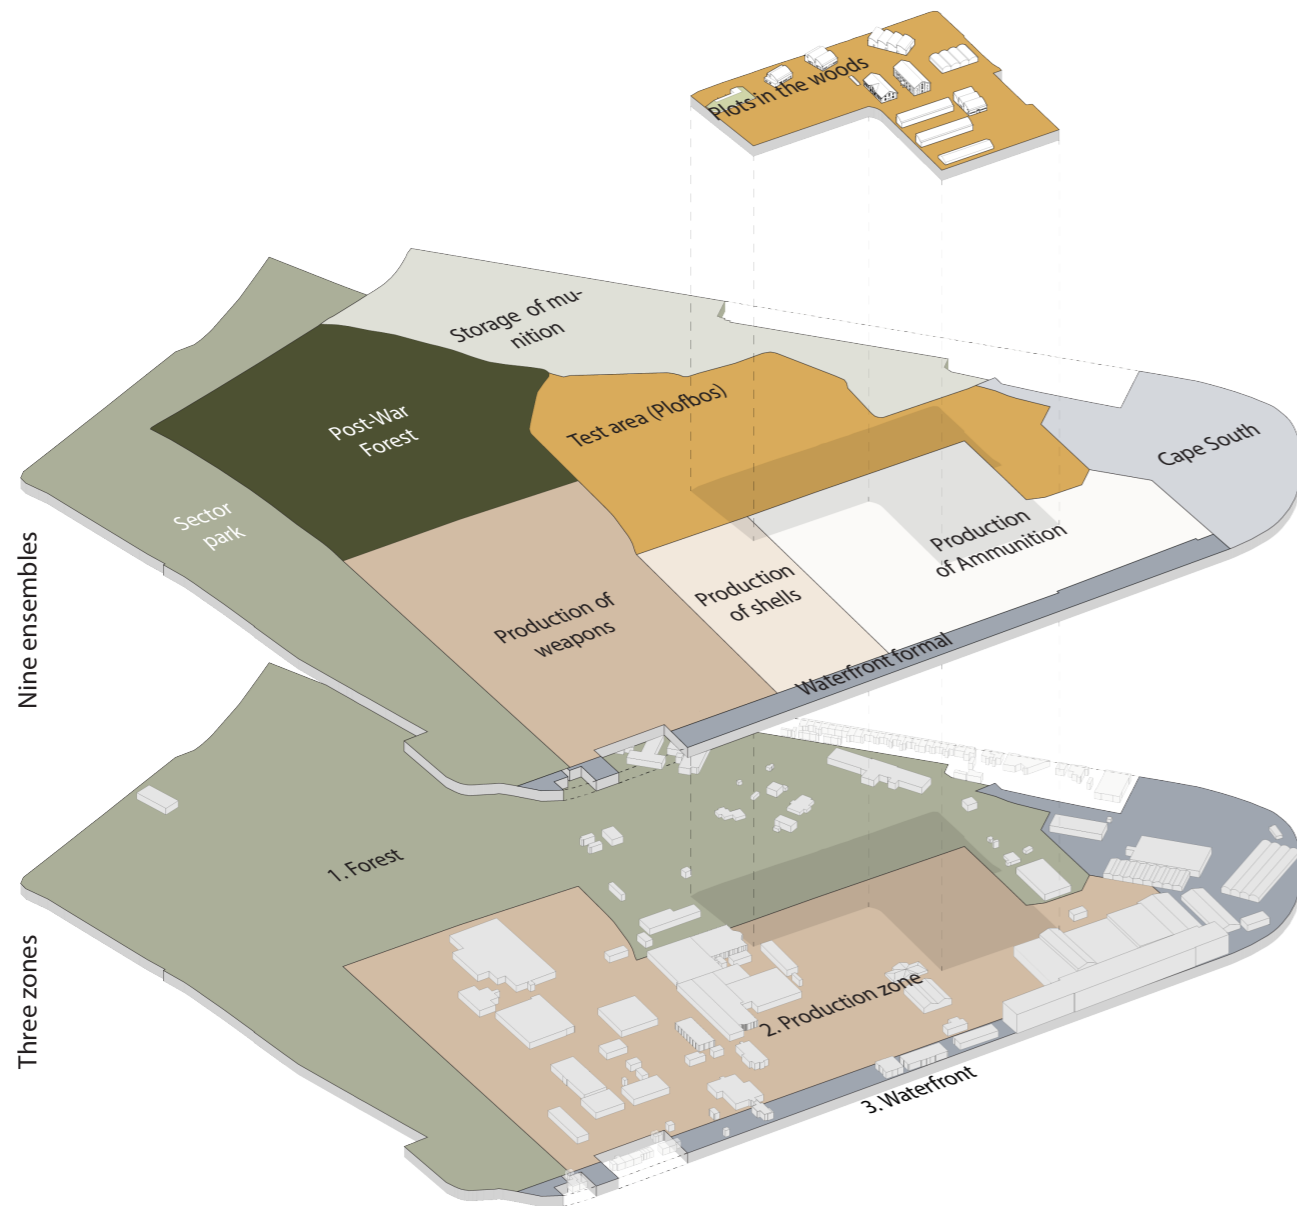 Plots in the woods
Nine ensembles
Storage of mu-
nition
Post-War
Forest
Test area (Plofbos)
Cape South
Sector
park
Production
of Ammunition
Production
of shells
Production of
weapons
Waterfront formal
Three zones
1. Forest
2. Production zone
3. Waterfront